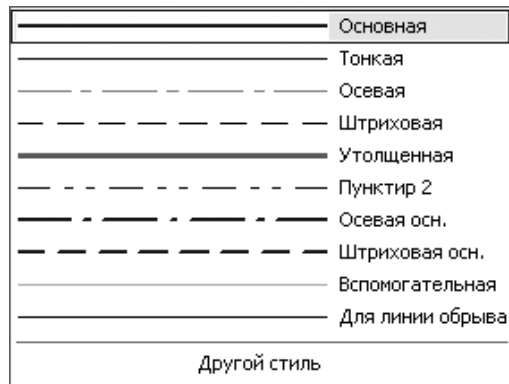 Основная
Тонкая
Осевая
Штриховая
Утолщенная
Пунктир 2
Осевая осн.
Штриховая осн.
Вспомогательная
Для линии обрыва
Другой стиль